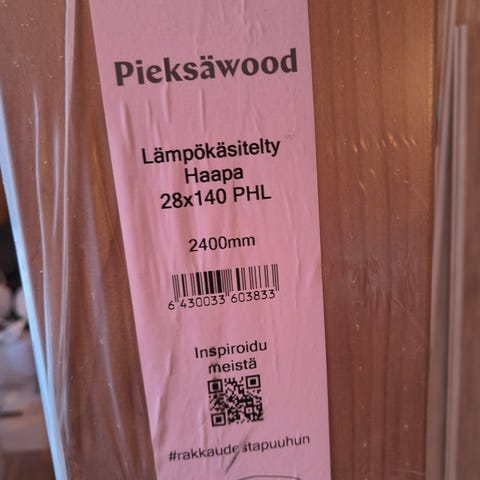 Pieksäwood
Lämpökäsitelty
Haapa
28x140 PHL
2400mm
6 430033 603833
Inspiroidu
meistä
#rakkaudestapuuhun